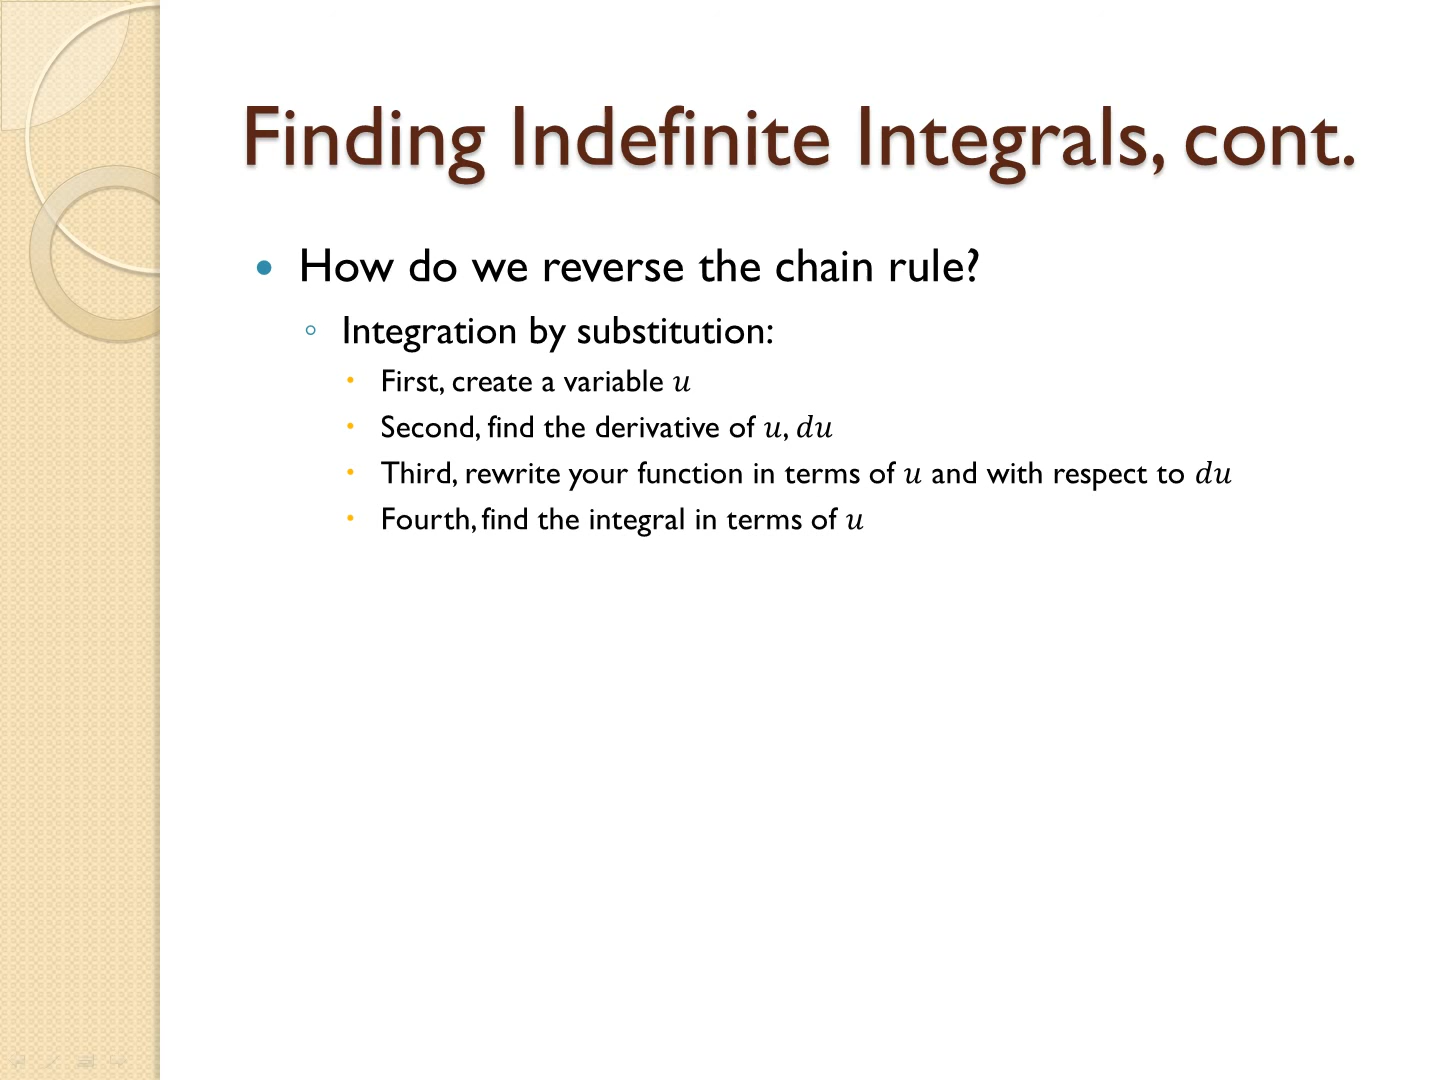 Finding Indefinite Integrals, cont.
• How do we reverse the chain rule?
◦ Integration by substitution:
• First, create a variable 𝑢
• Second, find the derivative of 𝑢, 𝑑𝑢
• Third, rewrite your function in terms of 𝑢 and with respect to 𝑑𝑢
• Fourth, find the integral in terms of 𝑢